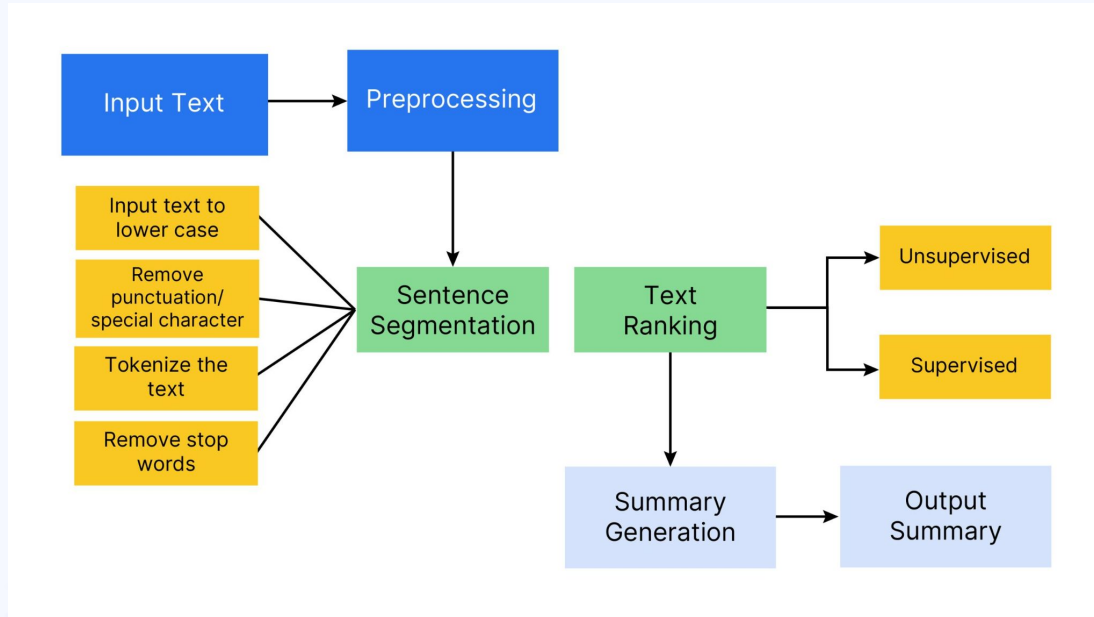 Input Text
Preprocessing
Input text to
lower case
Remove
punctuation/
special character
Tokenize the
text
Remove stop
words
Sentence
Segmentation
Text
Ranking
Unsupervised
Supervised
Summary
Generation
Output
Summary